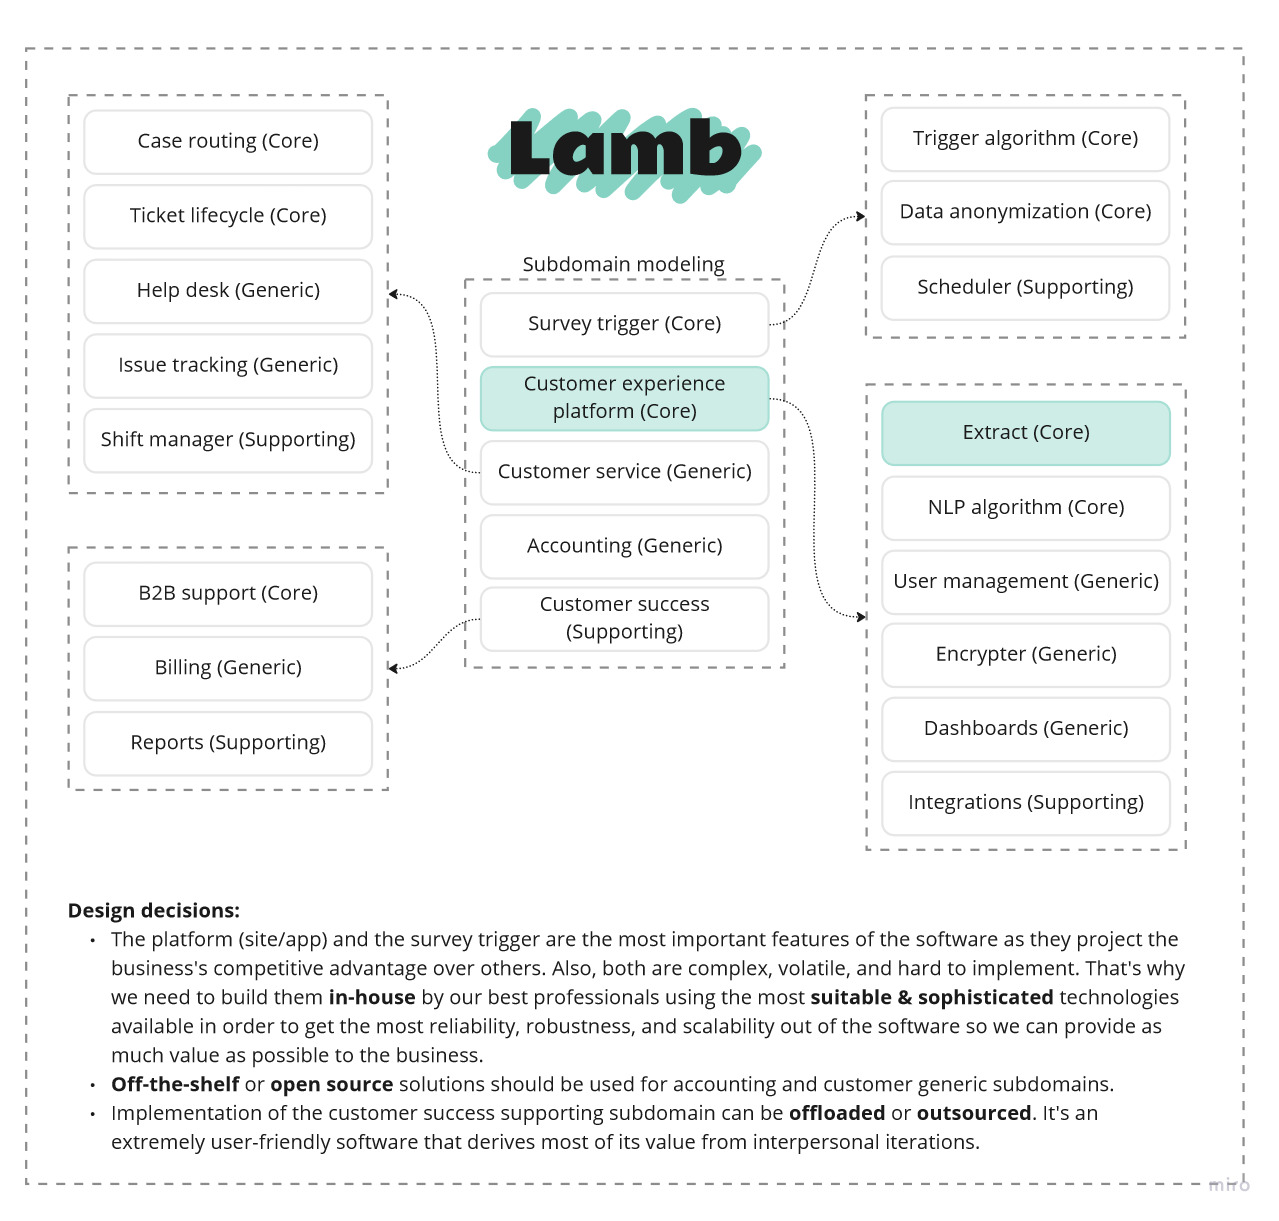 Lamb
Case routing (Core)
Ticket lifecycle (Core)
Help desk (Generic)
Issue tracking (Generic)
Shift manager (Supporting)
B2B support (Core)
Billing (Generic)
Reports (Supporting)
Subdomain modeling
Survey trigger (Core)
Customer experience
platform (Core)
Customer service (Generic)
Accounting (Generic)
Customer success
(Supporting)
Trigger algorithm (Core)
Data anonymization (Core)
Scheduler (Supporting)
Extract (Core)
NLP algorithm (Core)
User management (Generic)
Encrypter (Generic)
Dashboards (Generic)
Integrations (Supporting)
Design decisions:
• The platform (site/app) and the survey trigger are the most important features of the software as they project the
business's competitive advantage over others. Also, both are complex, volatile, and hard to implement. That's why
we need to build them in-house by our best professionals using the most suitable & sophisticated technologies
available in order to get the most reliability, robustness, and scalability out of the software so we can provide as
much value as possible to the business.
• Off-the-shelf or open source solutions should be used for accounting and customer generic subdomains.
• Implementation of the customer success supporting subdomain can be offloaded or outsourced. It's an
extremely user-friendly software that derives most of its value from interpersonal iterations.
miro